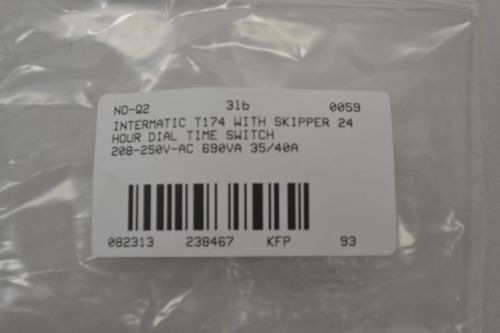 NO-Q2 31b 0059
INTERMATIC T174 WITH SKIPPER 24
HOUR DIAL TIME SWITCH
208-250V-AC 690VA 35/40A
082313 238467 KFP 93